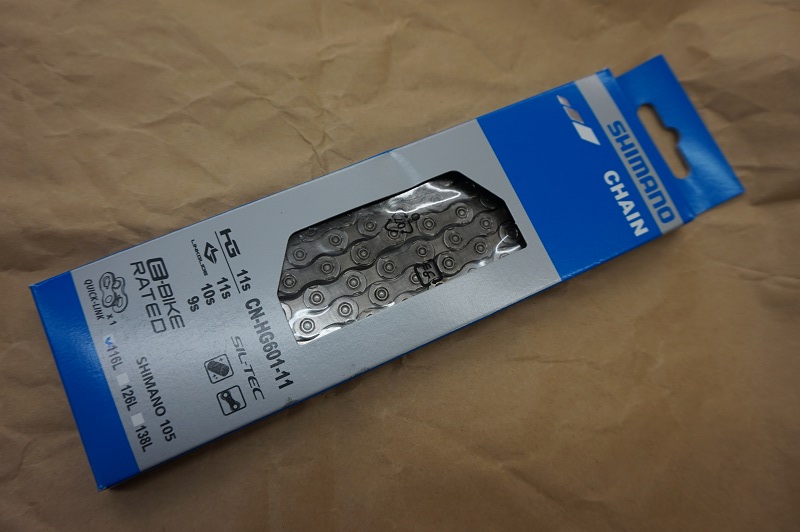 SHIMANO
CHAIN
HG 11s
LINKGLIDE 11s
10s
9s
CN-HG601-11
E-BIKE
RATED
SIL-TEC
QUICK-LINK
x 1
SHIMANO 105
116L 126L 138L